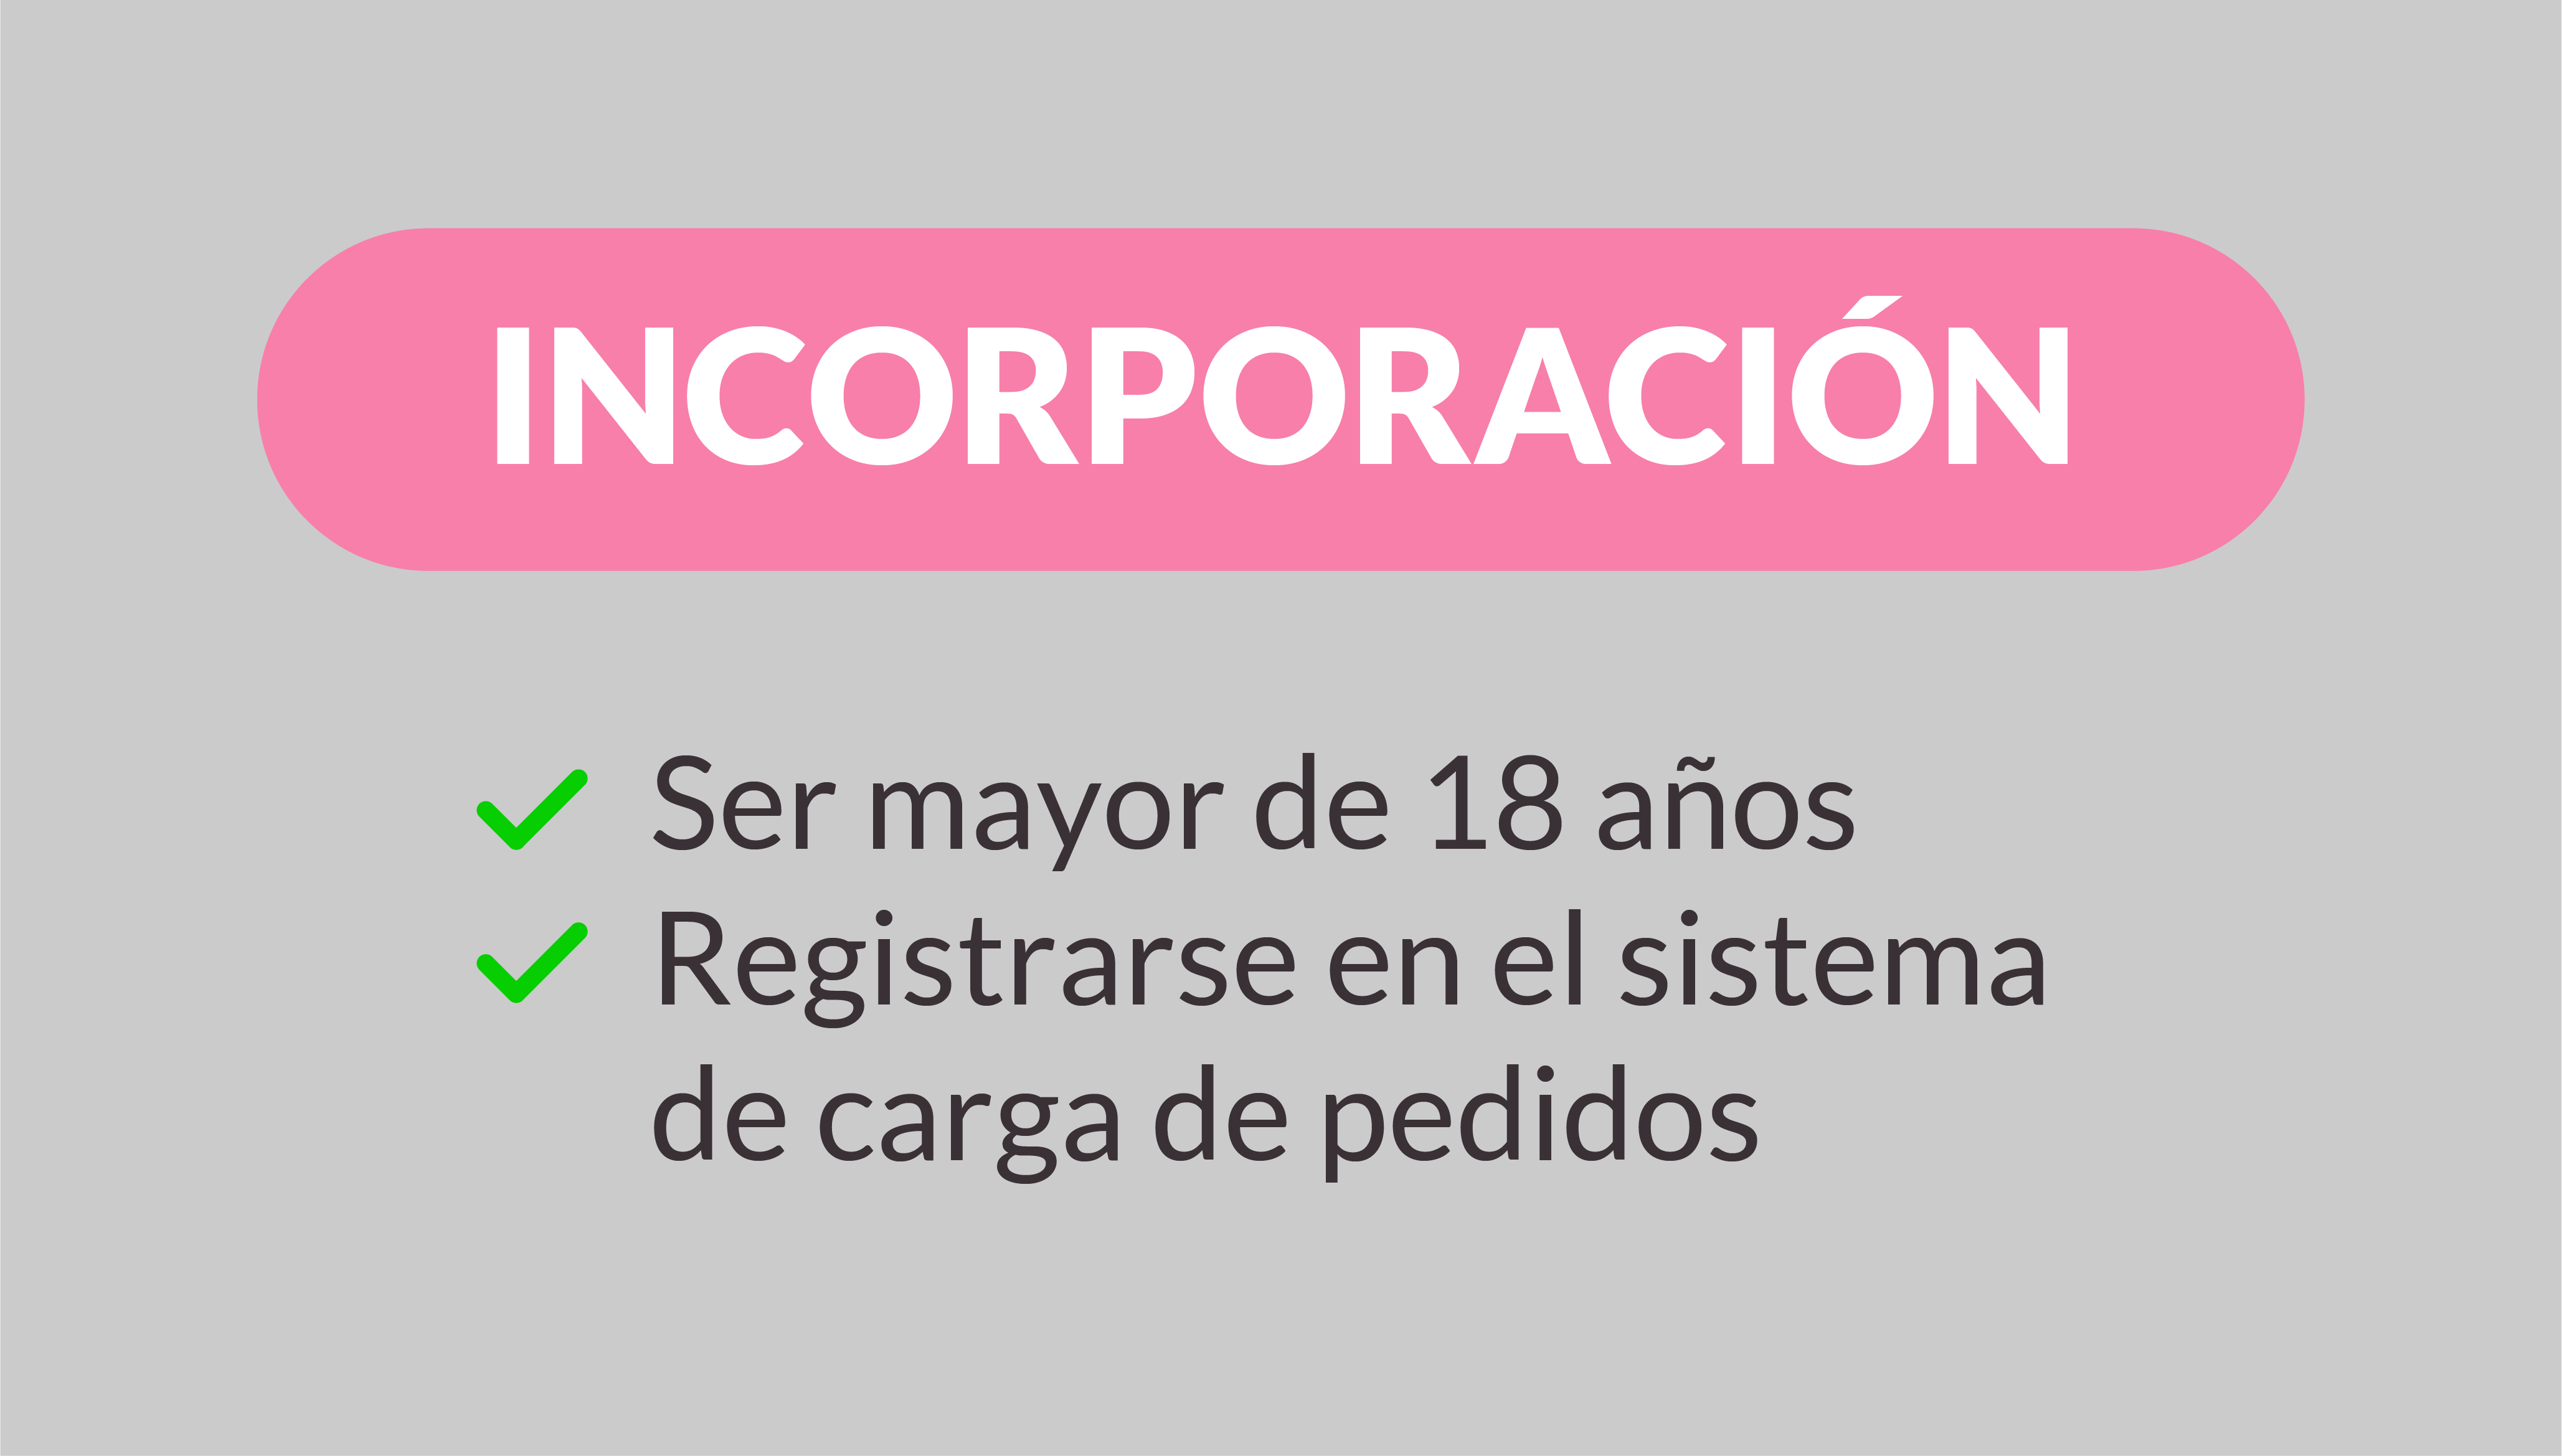 INCORPORACIÓN
Ser mayor de 18 años
Registrarse en el sistema
de carga de pedidos